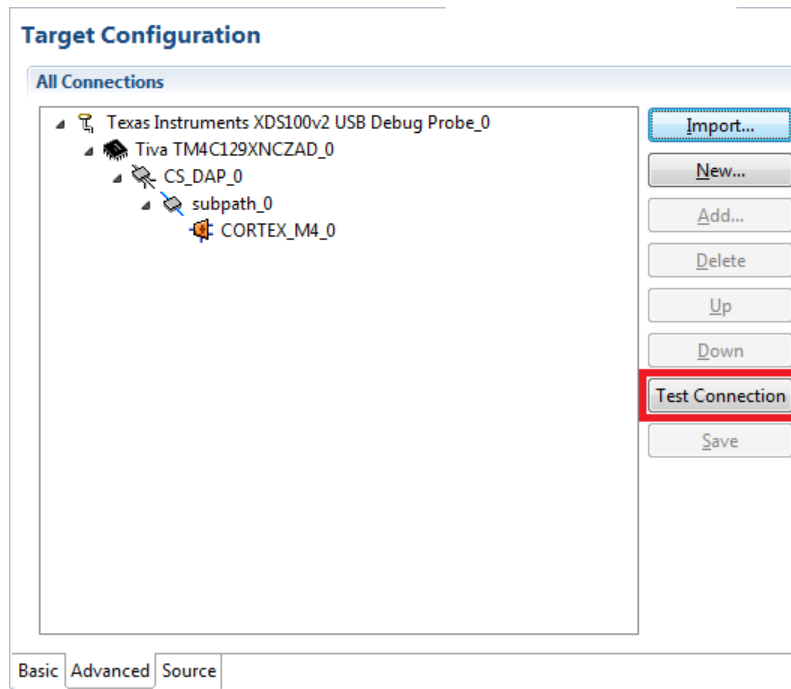 Target Configuration
All Connections
Texas Instruments XDS100v2 USB Debug Probe_0
Tiva TM4C129XNCZAD_0
CS_DAP_0
subpath_0
CORTEX_M4_0
Import...
New...
Add...
Delete
Up
Down
Test Connection
Save
Basic Advanced Source